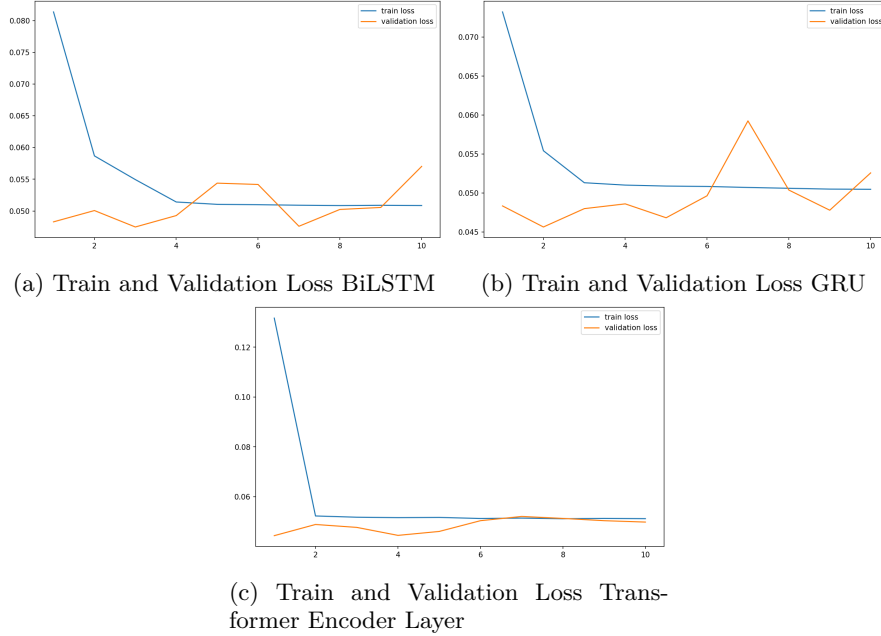 train loss
validation loss
0.080
0.075
0.070
0.065
0.060
0.055
0.050
2 4 6 8 10
(a) Train and Validation Loss BiLSTM
train loss
validation loss
0.070
0.065
0.060
0.055
0.050
0.045
2 4 6 8 10
(b) Train and Validation Loss GRU
train loss
validation loss
0.12
0.10
0.08
0.06
2 4 6 8 10
(c) Train and Validation Loss Trans-
former Encoder Layer